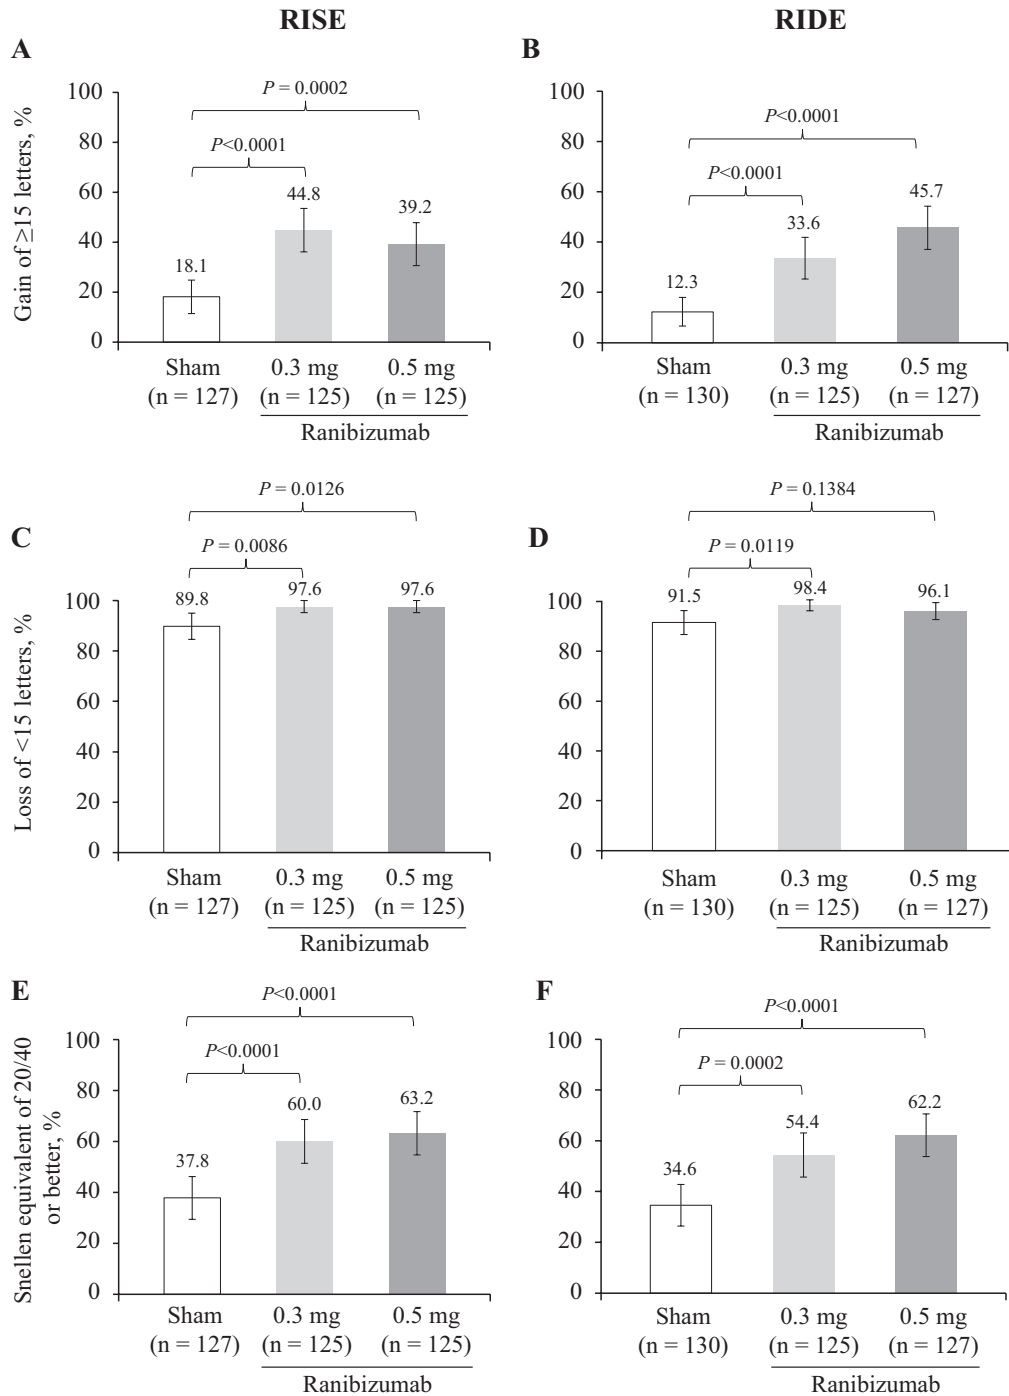 RISE
RIDE
A
Gain of ≥15 letters, %
100
80
60
40
20
0
P = 0.0002
P<0.0001
18.1
44.8
39.2
Sham
(n = 127)
0.3 mg
(n = 125)
0.5 mg
(n = 125)
Ranibizumab
B
100
80
60
40
20
0
P<0.0001
P<0.0001
12.3
33.6
45.7
Sham
(n = 130)
0.3 mg
(n = 125)
0.5 mg
(n = 127)
Ranibizumab
C
Loss of <15 letters, %
100
80
60
40
20
0
P = 0.0126
P = 0.0086
89.8
97.6
97.6
Sham
(n = 127)
0.3 mg
(n = 125)
0.5 mg
(n = 125)
Ranibizumab
D
100
80
60
40
20
0
P = 0.1384
P = 0.0119
91.5
98.4
96.1
Sham
(n = 130)
0.3 mg
(n = 125)
0.5 mg
(n = 127)
Ranibizumab
E
Snellen equivalent of 20/40
or better, %
100
80
60
40
20
0
P<0.0001
P<0.0001
37.8
60.0
63.2
Sham
(n = 127)
0.3 mg
(n = 125)
0.5 mg
(n = 125)
Ranibizumab
F
100
80
60
40
20
0
P<0.0001
P = 0.0002
34.6
54.4
62.2
Sham
(n = 130)
0.3 mg
(n = 125)
0.5 mg
(n = 127)
Ranibizumab